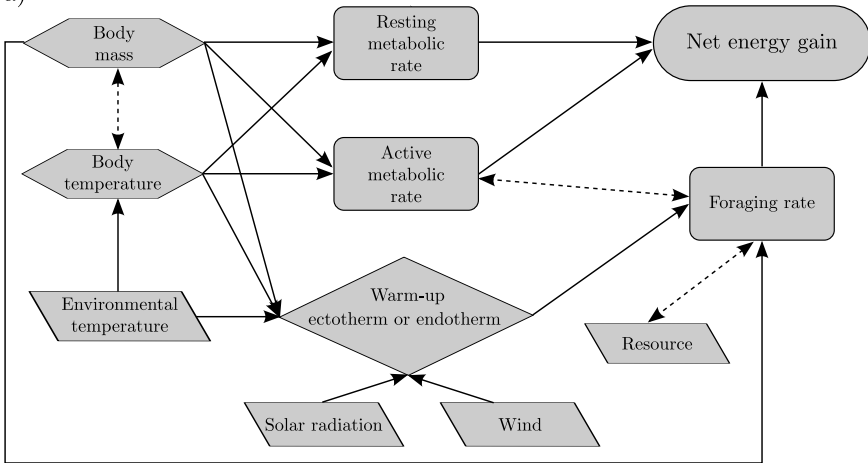 Body
mass
Resting
metabolic
rate
Net energy gain
Body
temperature
Active
metabolic
rate
Foraging rate
Environmental
temperature
Warm-up
ectotherm or endotherm
Resource
Solar radiation
Wind